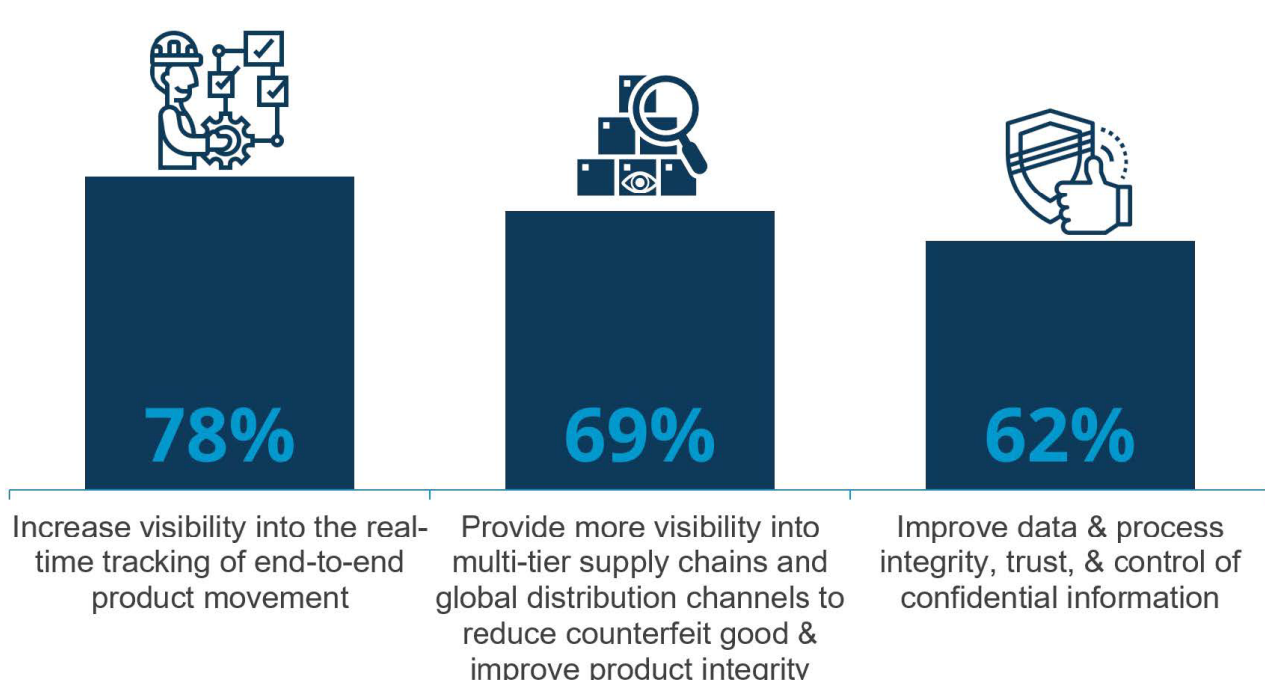 78%
69%
62%
Increase visibility into the real-
time tracking of end-to-end
product movement
Provide more visibility into
multi-tier supply chains and
global distribution channels to
reduce counterfeit good &
improve product integrity
Improve data & process
integrity, trust, & control of
confidential information